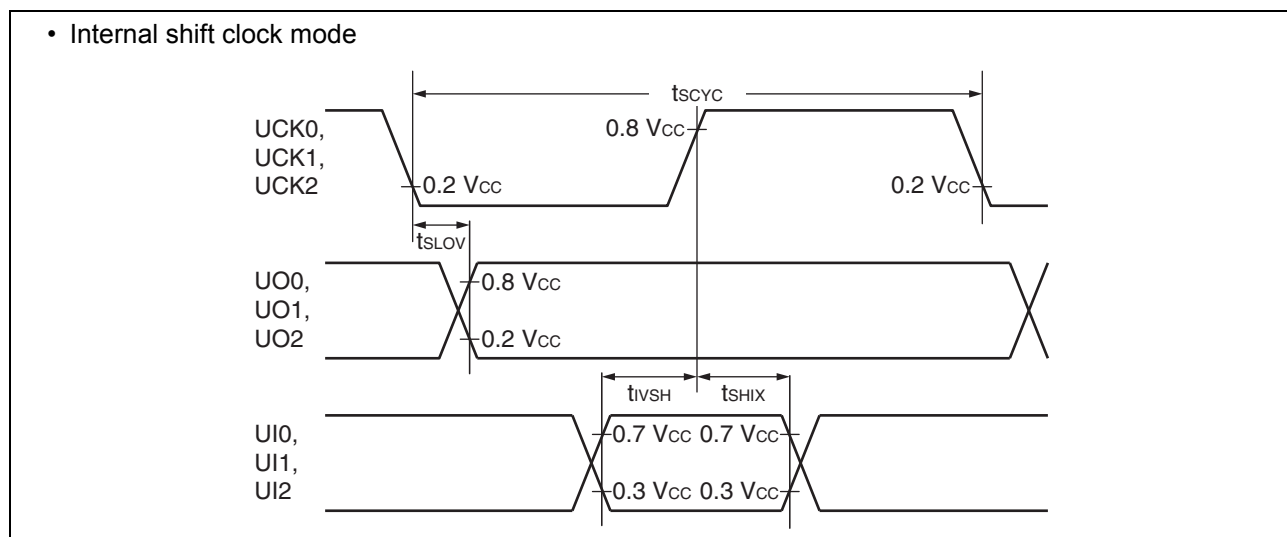 • Internal shift clock mode
tSCYC
UCK0,
UCK1,
UCK2
0.8 VCC
0.2 VCC
0.2 VCC
tSLOV
UO0,
UO1,
UO2
0.8 VCC
0.2 VCC
tIVSH
tSHIX
UI0,
UI1,
UI2
0.7 VCC
0.7 VCC
0.3 VCC
0.3 VCC